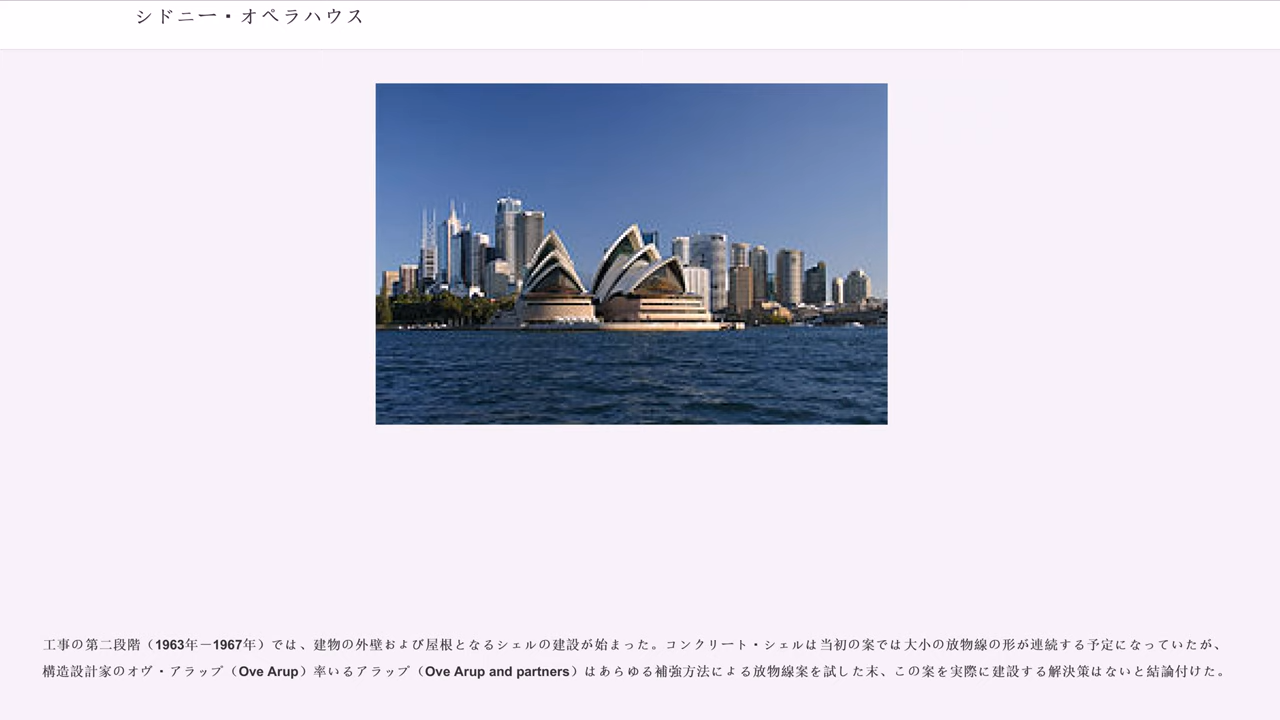 シドニー・オペラハウス
工事の第二段階（1963年－1967年）では、建物の外壁および屋根となるシェルの建設が始まった。コンクリート・シェルは当初の案では大小の放物線の形が連続する予定になっていたが、
構造設計家のオヴ・アラップ（Ove Arup）率いるアラップ（Ove Arup and partners）はあらゆる補強方法による放物線案を試した末、この案を実際に建設する解決策はないと結論付けた。